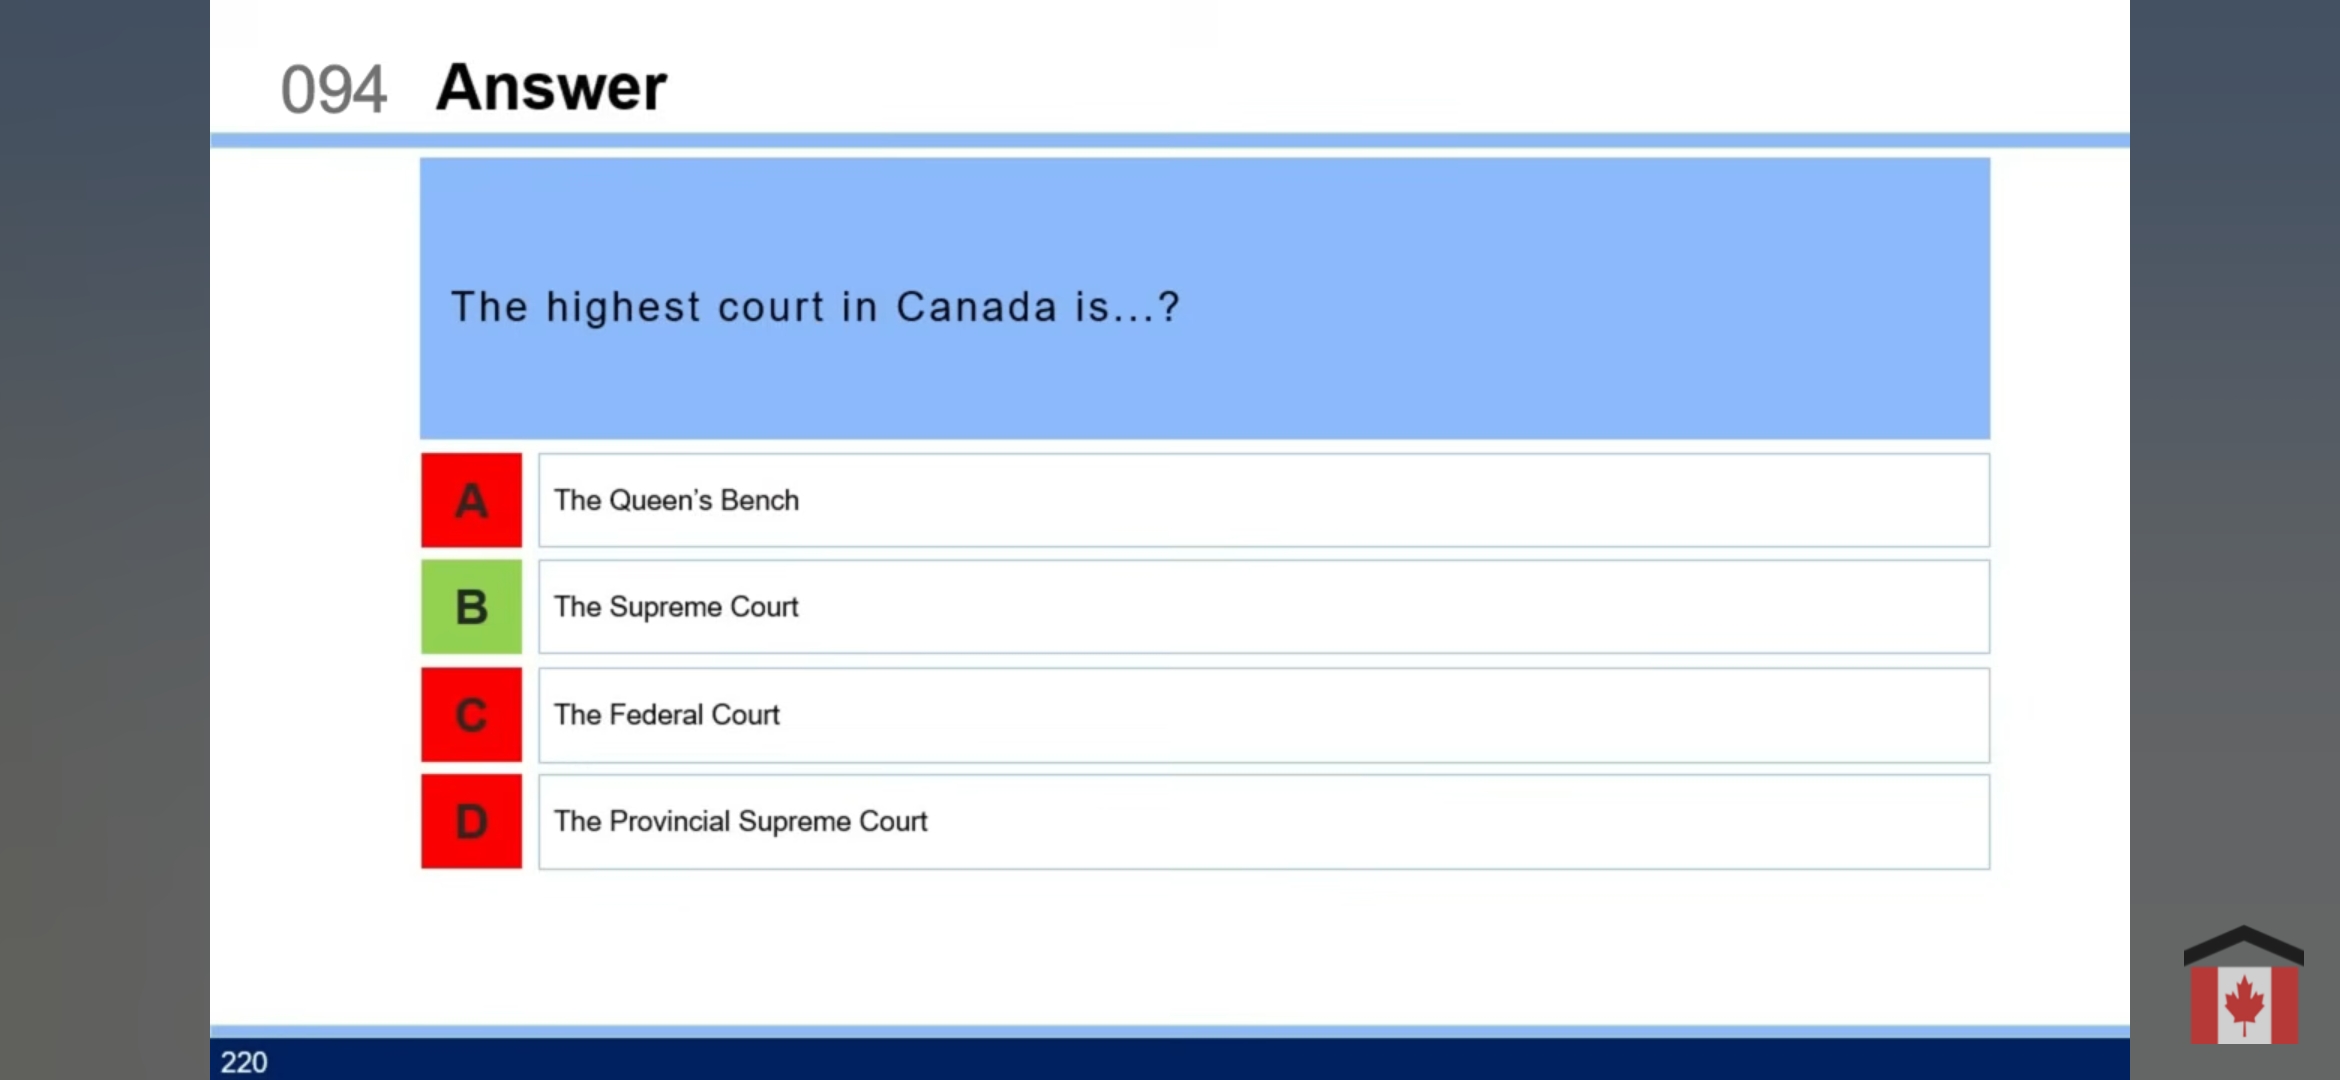 094 Answer
The highest court in Canada is...?
A The Queen’s Bench
B The Supreme Court
C The Federal Court
D The Provincial Supreme Court
220